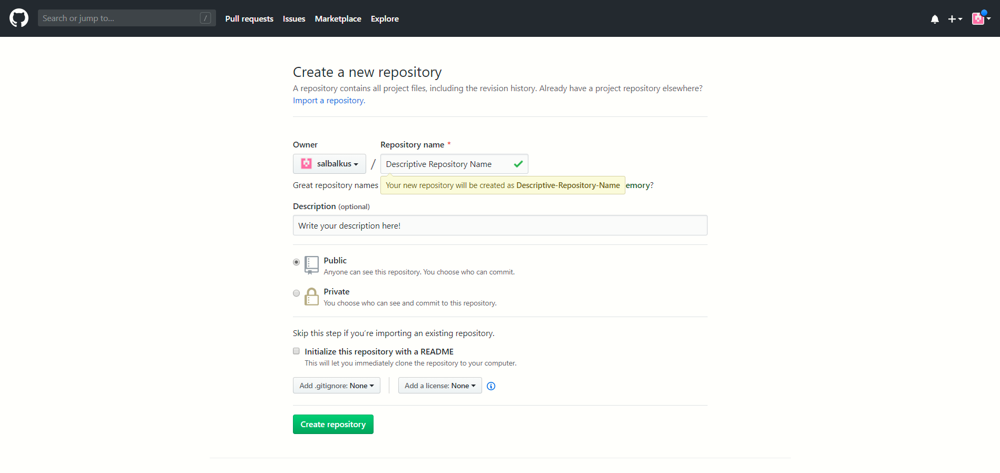 Search or jump to... /
Pull requests Issues Marketplace Explore
Create a new repository
A repository contains all project files, including the revision history. Already have a project repository elsewhere?
Import a repository.
Owner Repository name *
salbalkus / Descriptive Repository Name
Great repository names Your new repository will be created as Descriptive-Repository-Name emory?
Description (optional)
Write your description here!
Public
Anyone can see this repository. You choose who can commit.
Private
You choose who can see and commit to this repository.
Skip this step if you’re importing an existing repository.
Initialize this repository with a README
This will let you immediately clone the repository to your computer.
Add .gitignore: None Add a license: None
Create repository